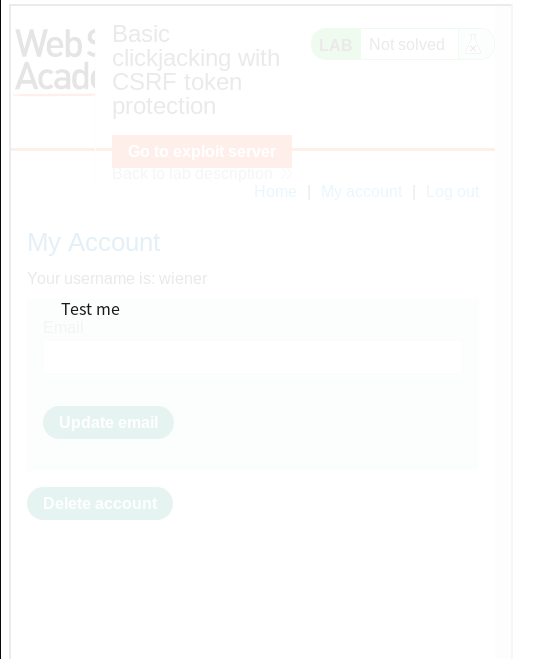 Web S
Acade
Basic
clickjacking with
CSRF token
protection
LAB Not solved
Go to exploit server
Back to lab description
Home | My account | Log out
My Account
Your username is: wiener
Test me
Email
Update email
Delete account